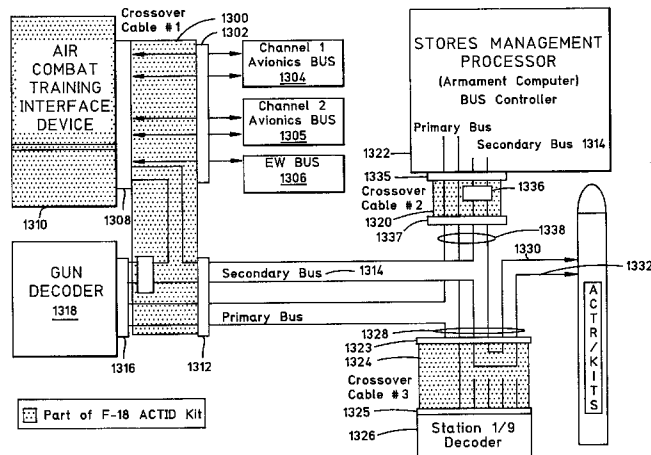 Crossover
Cable #1
1300
1302
AIR
COMBAT
TRAINING
INTERFACE
DEVICE
1310
1308
Channel 1
Avionics BUS
1304
Channel 2
Avionics BUS
1305
EW BUS
1306
STORES MANAGEMENT
PROCESSOR
(Armament Computer)
BUS Controller
Primary Bus
Secondary Bus 1314
1322
1335
1336
Crossover
Cable #2
1320
1337
1338
1330
1332
GUN
DECODER
1318
1316
1312
Secondary Bus
1314
Primary Bus
1328
1323
1324
Crossover
Cable #3
1325
1326
Station 1/9
Decoder
ACTR/KITS
Part of F-18 ACTID Kit